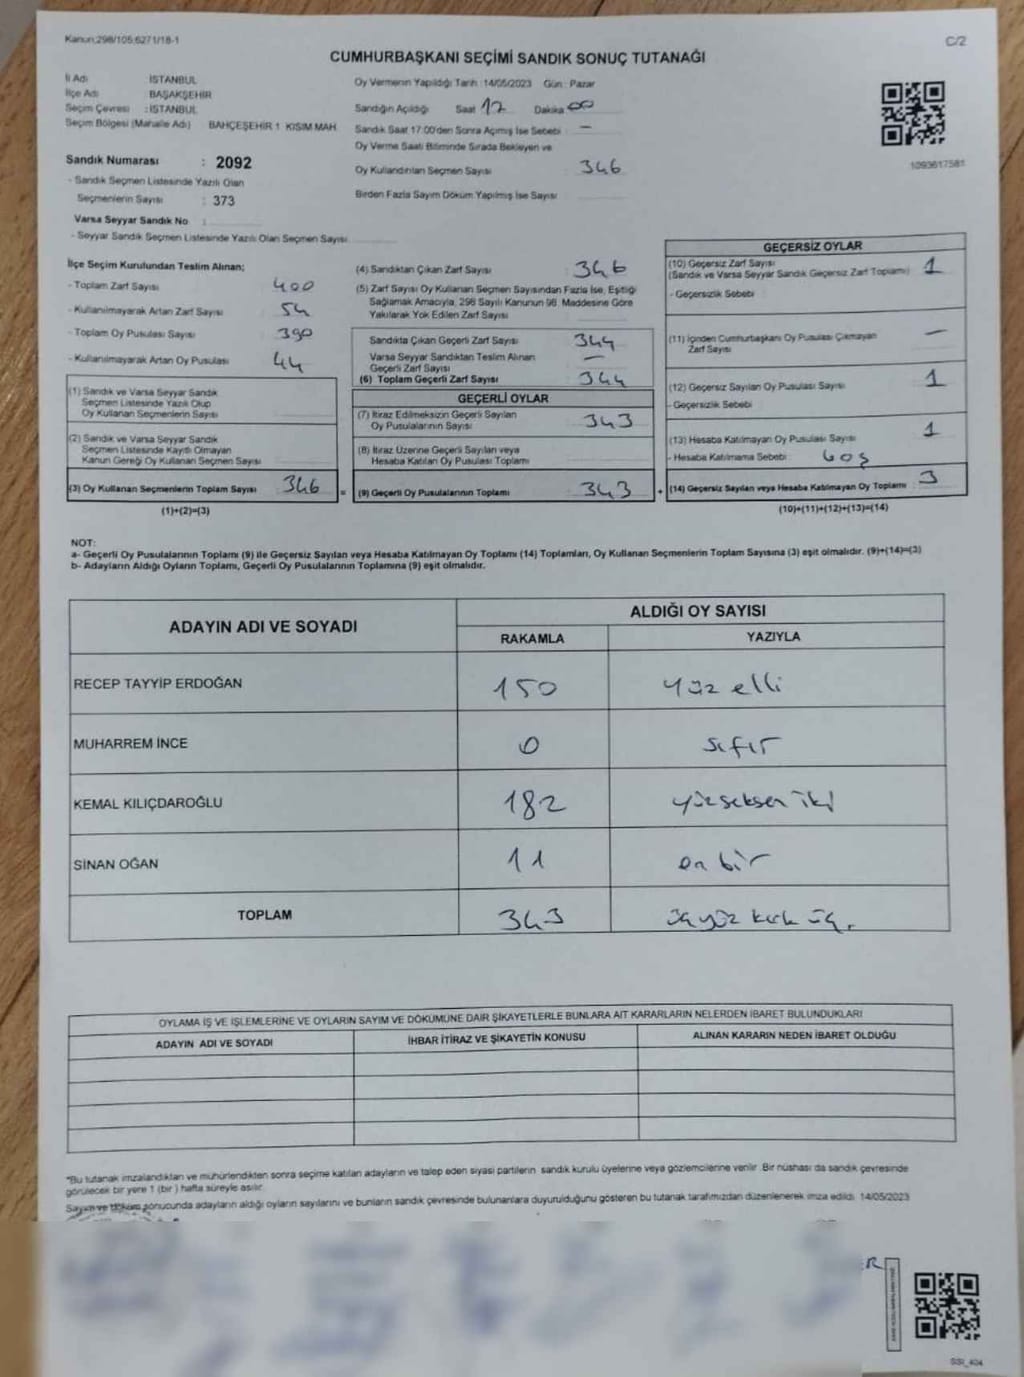 Kanun:298/105;6271/18-1
C/2
CUMHURBAŞKANI SEÇİMİ SANDIK SONUÇ TUTANAĞI
İl Adı : İSTANBUL
İlçe Adı : BAŞAKŞEHİR
Seçim Çevresi : İSTANBUL
Seçim Bölgesi (Mahalle Adı) BAHÇEŞEHİR 1 KISIM MAH
Sandık Numarası : 2092
- Sandık Seçmen Listesinde Yazılı Olan
Seçmenlerin Sayısı : 373
Varsa Seyyar Sandık No :
- Seyyar Sandık Seçmen Listesinde Yazılı Olan Seçmen Sayısı
Oy Vermenin Yapıldığı Tarih :14/05/2023 Gün : Pazar
Sandığın Açıldığı Saat 17 Dakika 00
Sandık Saat 17:00'den Sonra Açılmış İse Sebebi : —
Oy Verme Saati Bitiminde Sırada Bekleyen ve
Oy Kullandırılan Seçmen Sayısı : 346
Birden Fazla Sayım Döküm Yapılmış İse Sayısı
1093617581
İlçe Seçim Kurulundan Teslim Alınan;
- Toplam Zarf Sayısı : 400
- Kullanılmayarak Artan Zarf Sayısı : 54
- Toplam Oy Pusulası Sayısı : 390
- Kullanılmayarak Artan Oy Pusulası : 44
(1) Sandık ve Varsa Seyyar Sandık
Seçmen Listesinde Yazılı Olup
Oy Kullanan Seçmenlerin Sayısı
(2) Sandık ve Varsa Seyyar Sandık
Seçmen Listesinde Kayıtlı Olmayan
Kanun Gereği Oy Kullanan Seçmen Sayısı
(3) Oy Kullanan Seçmenlerin Toplam Sayısı : 346 =
(1)+(2)=(3)
(4) Sandıktan Çıkan Zarf Sayısı : 346
(5) Zarf Sayısı Oy Kullanan Seçmen Sayısından Fazla İse, Eşitliği
Sağlamak Amacıyla, 298 Sayılı Kanunun 98. Maddesine Göre
Yakılarak Yok Edilen Zarf Sayısı
Sandıkta Çıkan Geçerli Zarf Sayısı : 344
Varsa Seyyar Sandıktan Teslim Alınan
Geçerli Zarf Sayısı : —
(6) Toplam Geçerli Zarf Sayısı : 344
GEÇERLİ OYLAR
(7) İtiraz Edilmeksizin Geçerli Sayılan
Oy Pusulalarının Sayısı : 343
(8) İtiraz Üzerine Geçerli Sayılan veya
Hesaba Katılan Oy Pusulası Toplamı
(9) Geçerli Oy Pusulalarının Toplamı : 343 +
GEÇERSİZ OYLAR
(10) Geçersiz Zarf Sayısı
(Sandık ve Varsa Seyyar Sandık Geçersiz Zarf Toplamı) : 1
- Geçersizlik Sebebi :
(11) İçinden Cumhurbaşkanı Oy Pusulası Çıkmayan
Zarf Sayısı : —
(12) Geçersiz Sayılan Oy Pusulası Sayısı : 1
- Geçersizlik Sebebi :
(13) Hesaba Katılmayan Oy Pusulası Sayısı : 1
- Hesaba Katılmama Sebebi : boş
(14) Geçersiz Sayılan veya Hesaba Katılmayan Oy Toplamı : 3
(10)+(11)+(12)+(13)=(14)
NOT:
a- Geçerli Oy Pusulalarının Toplamı (9) ile Geçersiz Sayılan veya Hesaba Katılmayan Oy Toplamı (14) Toplamları, Oy Kullanan Seçmenlerin Toplam Sayısına (3) eşit olmalıdır. (9)+(14)=(3)
b- Adayların Aldığı Oyların Toplamı, Geçerli Oy Pusulalarının Toplamına (9) eşit olmalıdır.
ADAYIN ADI VE SOYADI
ALDIĞI OY SAYISI
RAKAMLA YAZIYLA
RECEP TAYYİP ERDOĞAN 150 yüz elli
MUHARREM İNCE 0 sıfır
KEMAL KILIÇDAROĞLU 182 yüzseksen iki
SİNAN OĞAN 11 on bir
TOPLAM 343 üçyüz kırk üç.
OYLAMA İŞ VE İŞLEMLERİNE VE OYLARIN SAYIM VE DÖKÜMÜNE DAİR ŞİKAYETLERLE BUNLARA AİT KARARLARIN NELERDEN İBARET BULUNDUKLARI
ADAYIN ADI VE SOYADI İHBAR İTİRAZ VE ŞİKAYETİN KONUSU ALINAN KARARIN NEDEN İBARET OLDUĞU
*Bu tutanak imzalandıktan ve mühürlendikten sonra seçime katılan adayların ve talep eden siyasi partilerin sandık kurulu üyelerine veya gözlemcilerine verilir. Bir nüshası da sandık çevresinde
görülecek bir yere 1 (bir) hafta süreyle asılır.
Sayım ve döküm sonucunda adayların aldığı oyların sayılarını ve bunların sandık çevresinde bulunanlara duyurulduğunu gösteren bu tutanak tarafımızdan düzenlenerek imza edildi. 14/05/2023
SSI_404